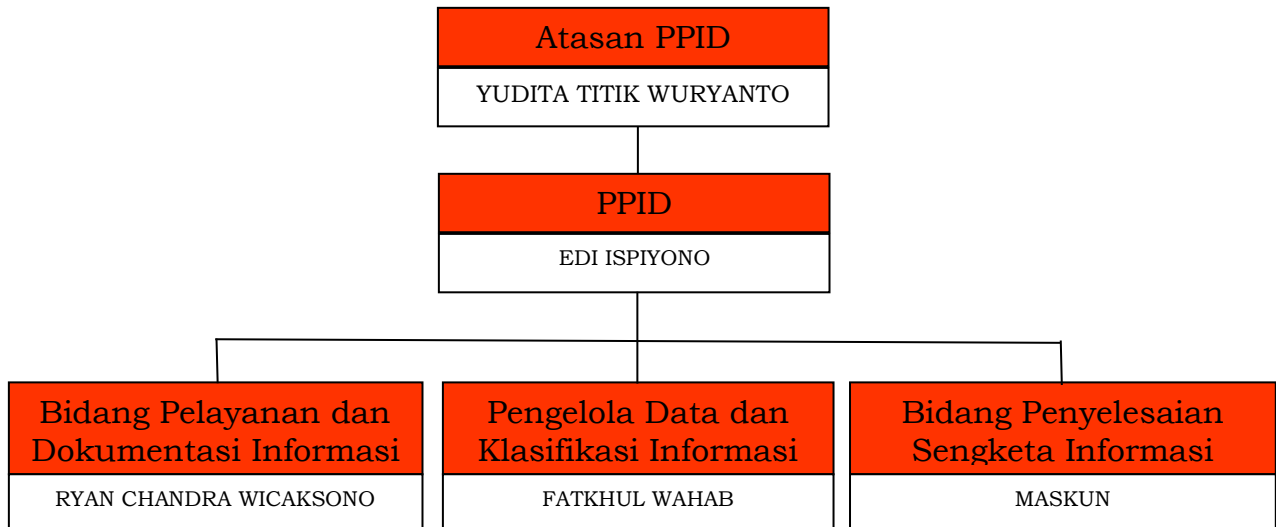 Atasan PPID
YUDITA TITIK WURYANTO
PPID
EDI ISPIYONO
Bidang Pelayanan dan
Dokumentasi Informasi
RYAN CHANDRA WICAKSONO
Pengelola Data dan
Klasifikasi Informasi
FATKHUL WAHAB
Bidang Penyelesaian
Sengketa Informasi
MASKUN